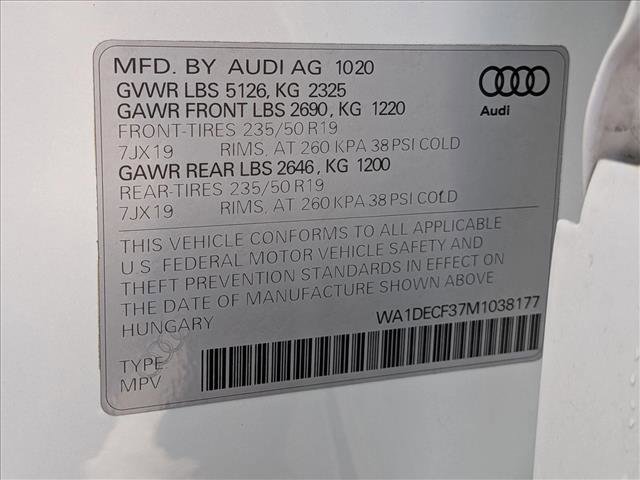 MFD. BY AUDI AG 1020
GVWR LBS 5126, KG 2325
GAWR FRONT LBS 2690, KG 1220
FRONT-TIRES 235/50 R19
7JX19 RIMS, AT 260 KPA 38 PSI COLD
GAWR REAR LBS 2646, KG 1200
REAR-TIRES 235/50 R19
7JX19 RIMS, AT 260 KPA 38 PSI COLD
Audi
THIS VEHICLE CONFORMS TO ALL APPLICABLE
U.S FEDERAL MOTOR VEHICLE SAFETY AND
THEFT PREVENTION STANDARDS IN EFFECT ON
THE DATE OF MANUFACTURE SHOWN ABOVE
HUNGARY
WA1DECF37M1038177
TYPE
MPV